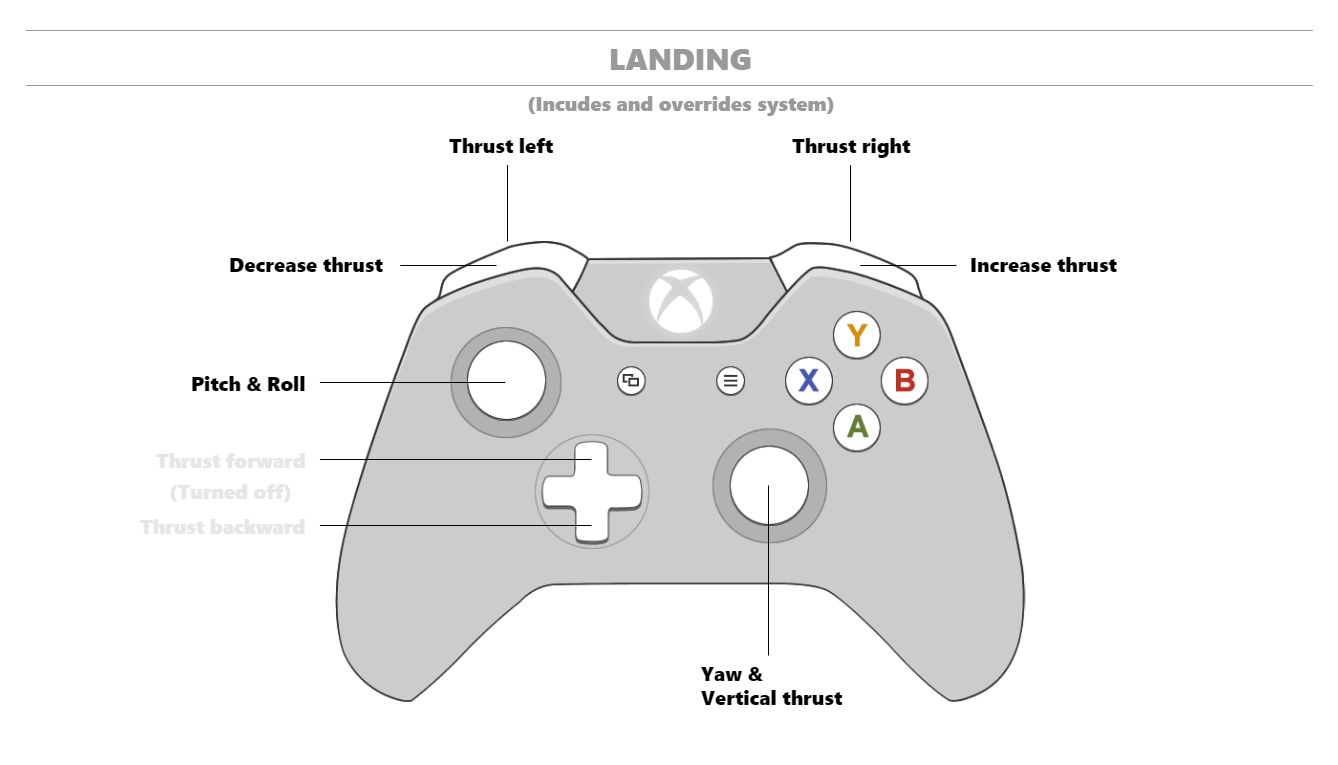 LANDING
(Incudes and overrides system)
Thrust left
Thrust right
Decrease thrust
Increase thrust
Y
Pitch & Roll
X
B
A
Thrust forward
(Turned off)
Thrust backward
Yaw &
Vertical thrust